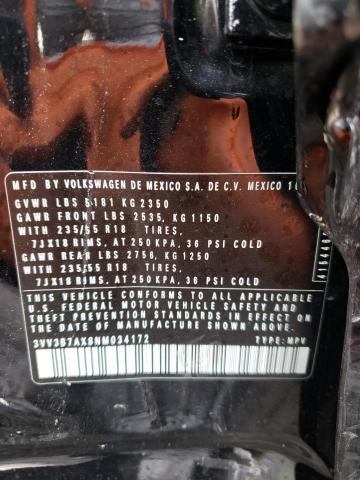 MFD BY VOLKSWAGEN DE MEXICO S.A. DE C.V. MEXICO
GVWR LBS 5181 KG 2350
GAWR FRONT LBS 2535, KG 1150
WITH 235/55 R18 TIRES,
7JX18 RIMS, AT 250 KPA, 36 PSI COLD
GAWR REAR LBS 2756, KG 1250
WITH 235/55 R18 TIRES,
7JX18 RIMS, AT 250 KPA, 36 PSI COLD
THIS VEHICLE CONFORMS TO ALL APPLICABLE
U.S. FEDERAL MOTOR VEHICLE SAFETY, BUMPER AND
THEFT PREVENTION STANDARDS IN EFFECT ON THE
DATE OF MANUFACTURE SHOWN ABOVE
3VV3B7AX6NM034172 TYPE: MPV